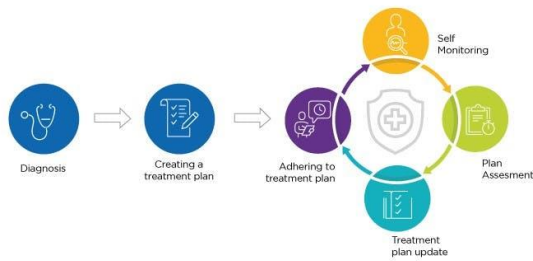 Self
Monitoring
Diagnosis
Creating a
treatment plan
Adhering to
treatment plan
Plan
Assesment
Treatment
plan update